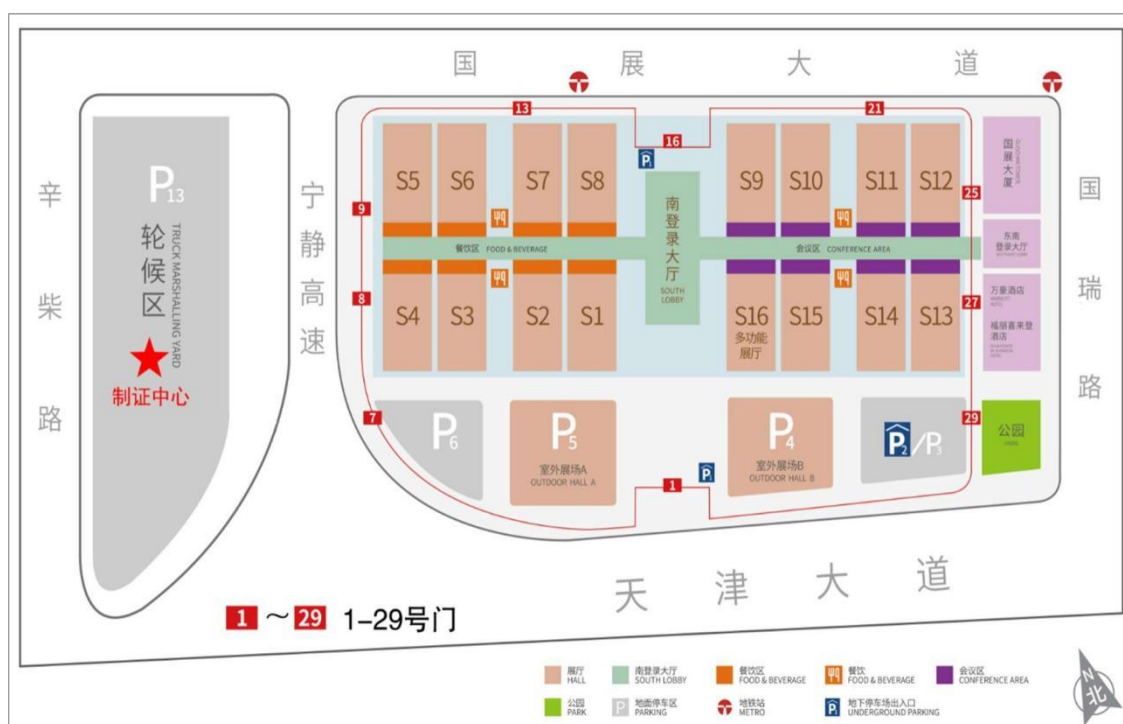 国展大道
辛柴路
宁静高速
国瑞路
天津大道
P13
轮候区
TRUCK MARSHALLING YARD
制证中心
13
16
21
9
8
7
1
25
27
29
P
S5
S6
S7
S8
S9
S10
S11
S12
餐饮区 FOOD & BEVERAGE
南登录大厅
SOUTH
LOBBY
会议区 CONFERENCE AREA
S4
S3
S2
S1
S16
多功能
展厅
S15
S14
S13
国展大厦
东南
登录大厅
万豪酒店
MARRIOTT
HOTEL
福朋喜来登
酒店
P6
P5
室外展场A
OUTDOOR HALL A
P4
室外展场B
OUTDOOR HALL B
P2/P3
公园
PARK
P
1 ~ 29 1-29号门
展厅
HALL
南登录大厅
SOUTH LOBBY
餐饮区
FOOD & BEVERAGE
餐饮
FOOD & BEVERAGE
会议区
CONFERENCE AREA
公园
PARK
P
地面停车区
PARKING
地铁站
METRO
P
地下停车场出入口
UNDERGROUND PARKING
N
北